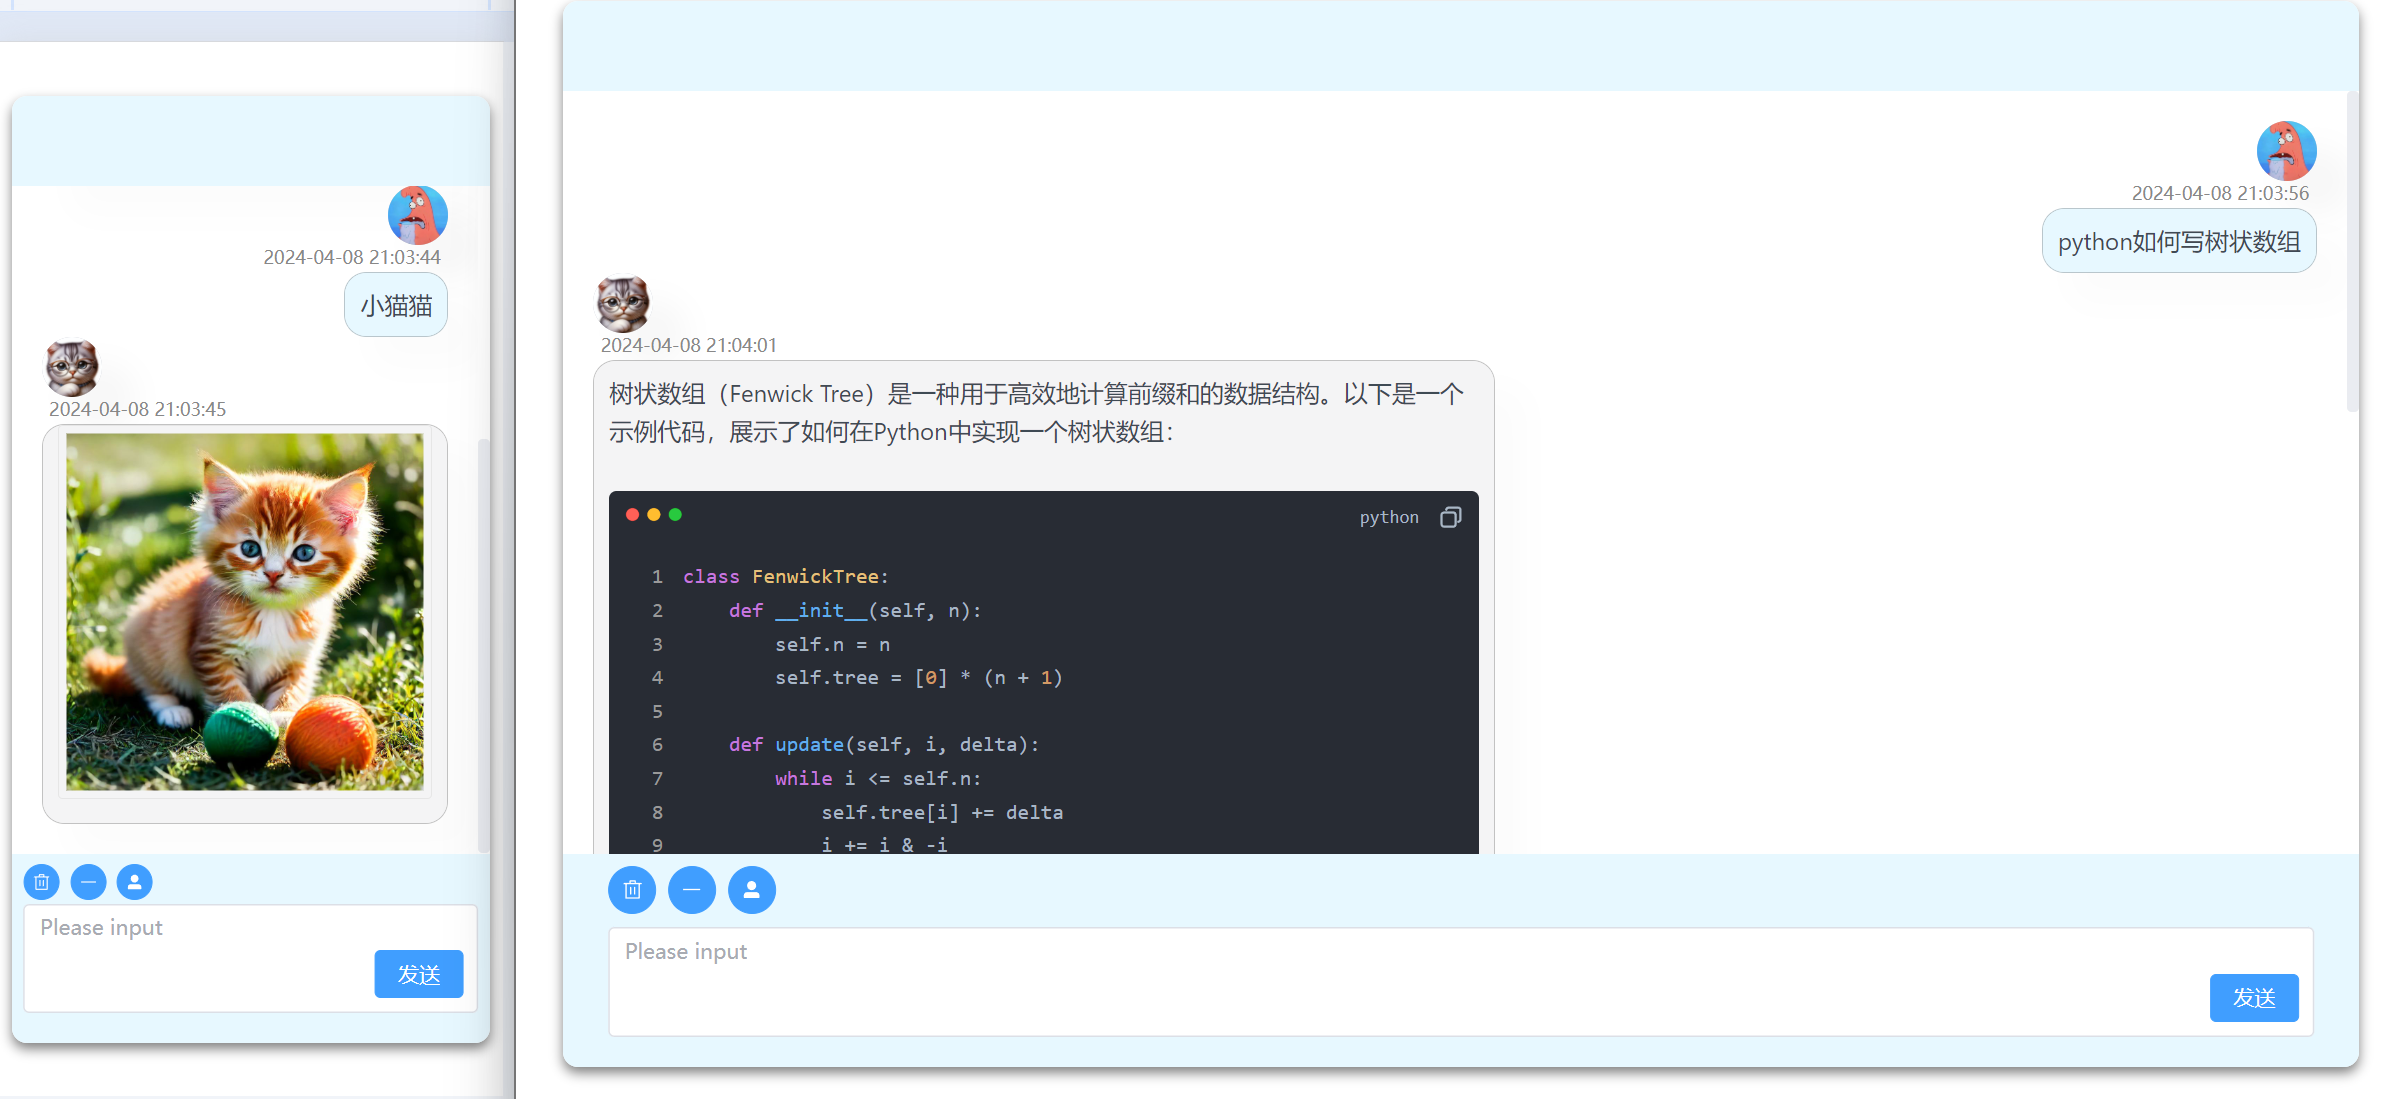 2024-04-08 21:03:44
小猫猫
2024-04-08 21:03:45
Please input
发送
2024-04-08 21:03:56
python如何写树状数组
2024-04-08 21:04:01
树状数组（Fenwick Tree）是一种用于高效地计算前缀和的数据结构。以下是一个
示例代码，展示了如何在Python中实现一个树状数组：
python
1 class FenwickTree:
2     def __init__(self, n):
3         self.n = n
4         self.tree = [0] * (n + 1)
5
6     def update(self, i, delta):
7         while i <= self.n:
8             self.tree[i] += delta
9             i += i & -i
Please input
发送